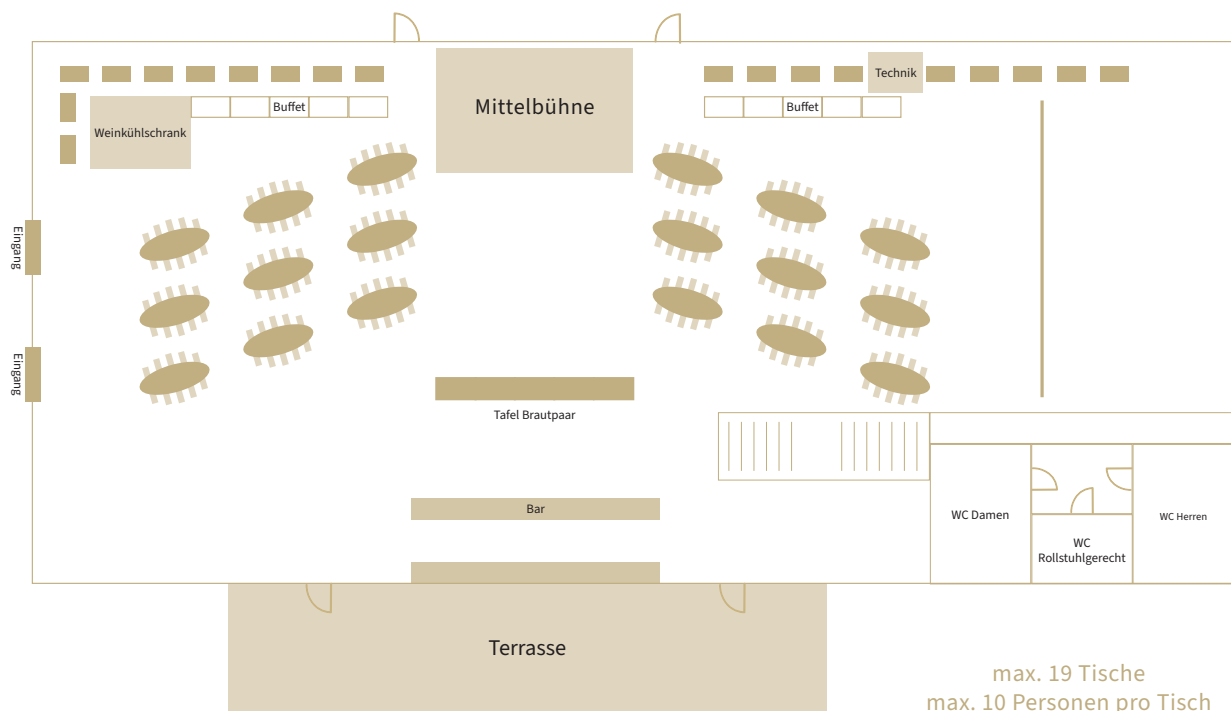 Mittelbühne
Technik
Buffet
Buffet
Weinkühlschrank
Eingang
Eingang
Tafel Brautpaar
Bar
WC Damen
WC
Rollstuhlgerecht
WC Herren
Terrasse
max. 19 Tische
max. 10 Personen pro Tisch